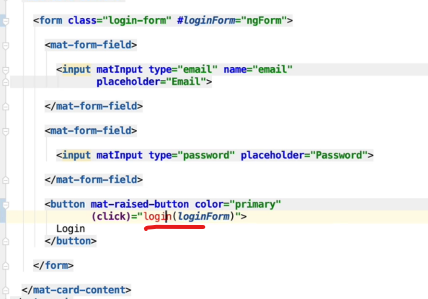 <form class="login-form" #loginForm="ngForm">
<mat-form-field>
<input matInput type="email" name="email"
placeholder="Email">
</mat-form-field>
<mat-form-field>
<input matInput type="password" placeholder="Password">
</mat-form-field>
<button mat-raised-button color="primary"
(click)="login(loginForm)">
Login
</button>
</form>
</mat-card-content>